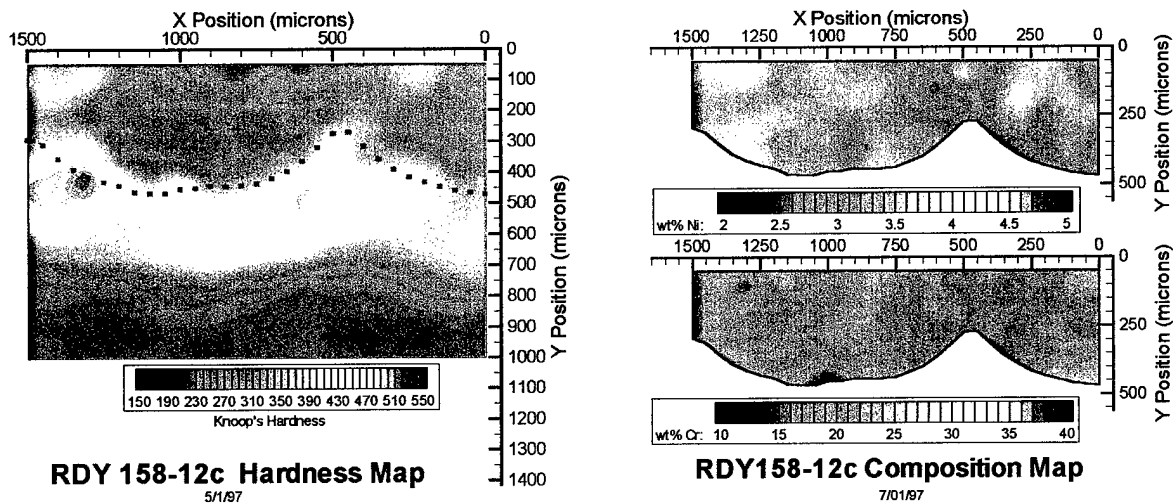 X Position (microns)
1500 1000 500 0
0
100
200
300
400
500
600
700
800
900
1000
1100
1200
1300
1400
Y Position (microns)
150 190 230 270 310 350 390 430 470 510 550
Knoop's Hardness
RDY 158-12c Hardness Map
5/1/97
X Position (microns)
1500 1250 1000 750 500 250 0
0
250
500
Y Position (microns)
wt% Ni: 2 2.5 3 3.5 4 4.5 5
1500 1250 1000 750 500 250 0
0
250
500
Y Position (microns)
wt% Cr: 10 15 20 25 30 35 40
RDY158-12c Composition Map
7/01/97